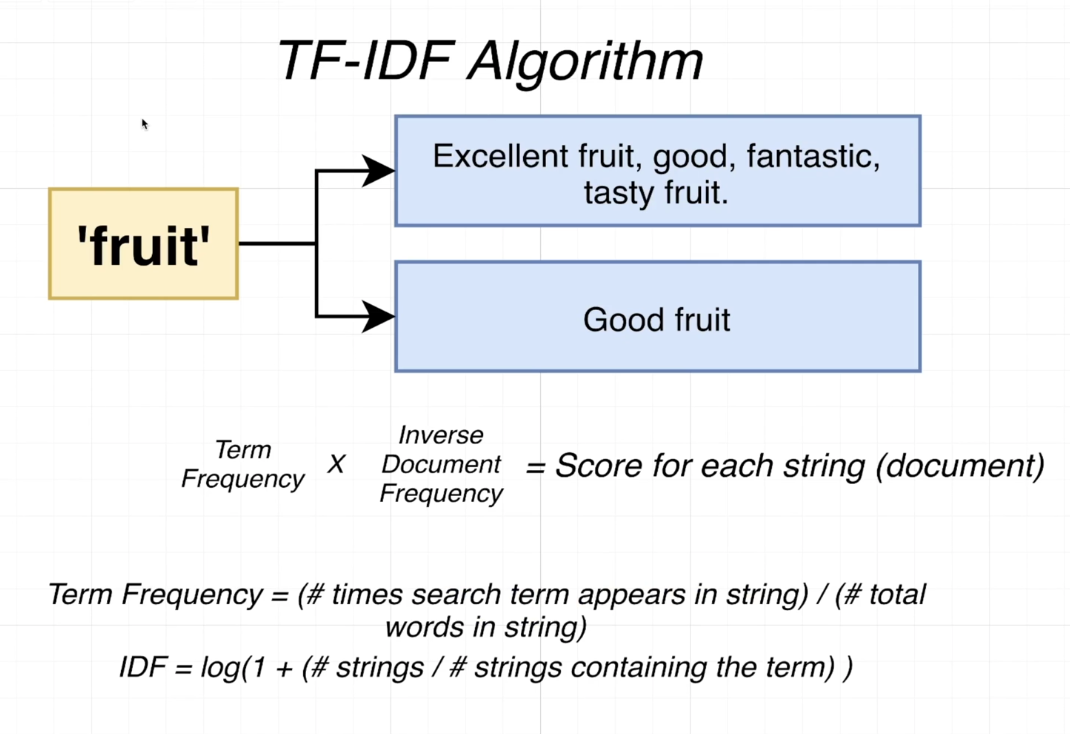 TF-IDF Algorithm
'fruit'
Excellent fruit, good, fantastic,
tasty fruit.
Good fruit
Term
Frequency
X
Inverse
Document
Frequency
= Score for each string (document)
Term Frequency = (# times search term appears in string) / (# total
words in string)
IDF = log(1 + (# strings / # strings containing the term) )